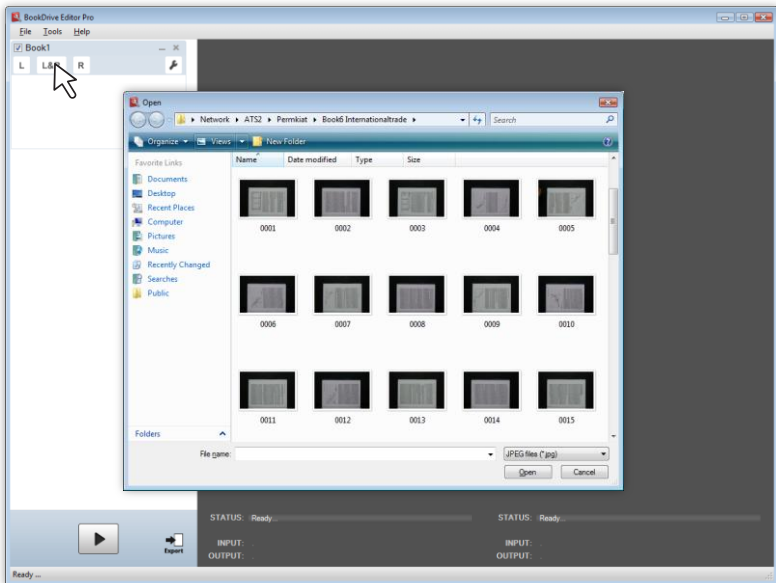 BookDrive Editor Pro
File Tools Help
Book1
L L&R R
Open
Network ▸ ATS2 ▸ Permkiat ▸ Book6 Internationaltrade ▸
Search
Organize Views New Folder
Favorite Links
Documents
Desktop
Recent Places
Computer
Pictures
Music
Recently Changed
Searches
Public
Folders
Name Date modified Type Size
0001 0002 0003 0004 0005
0006 0007 0008 0009 0010
0011 0012 0013 0014 0015
File name:
JPEG files (*.jpg)
Open Cancel
Export
STATUS: Ready... STATUS: Ready...
INPUT: . INPUT: .
OUTPUT: . OUTPUT: .
Ready ...